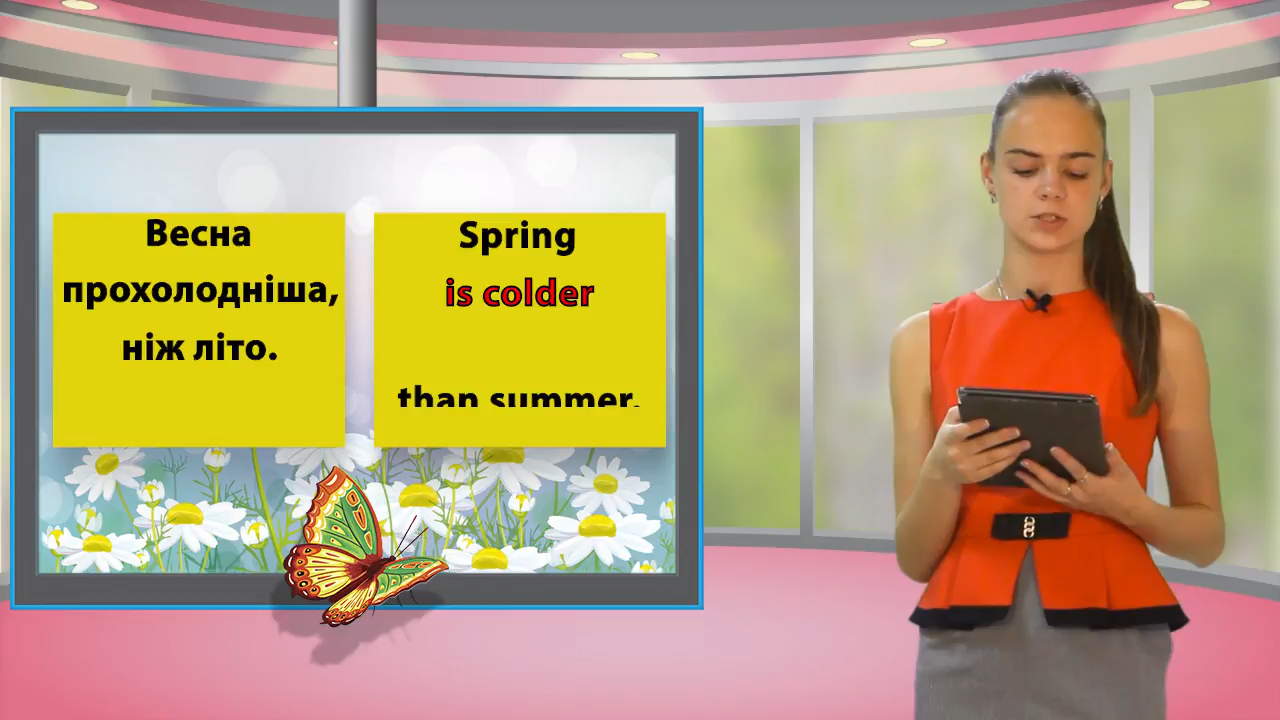 Весна
прохолодніша,
ніж літо.
Spring
is colder
than summer.